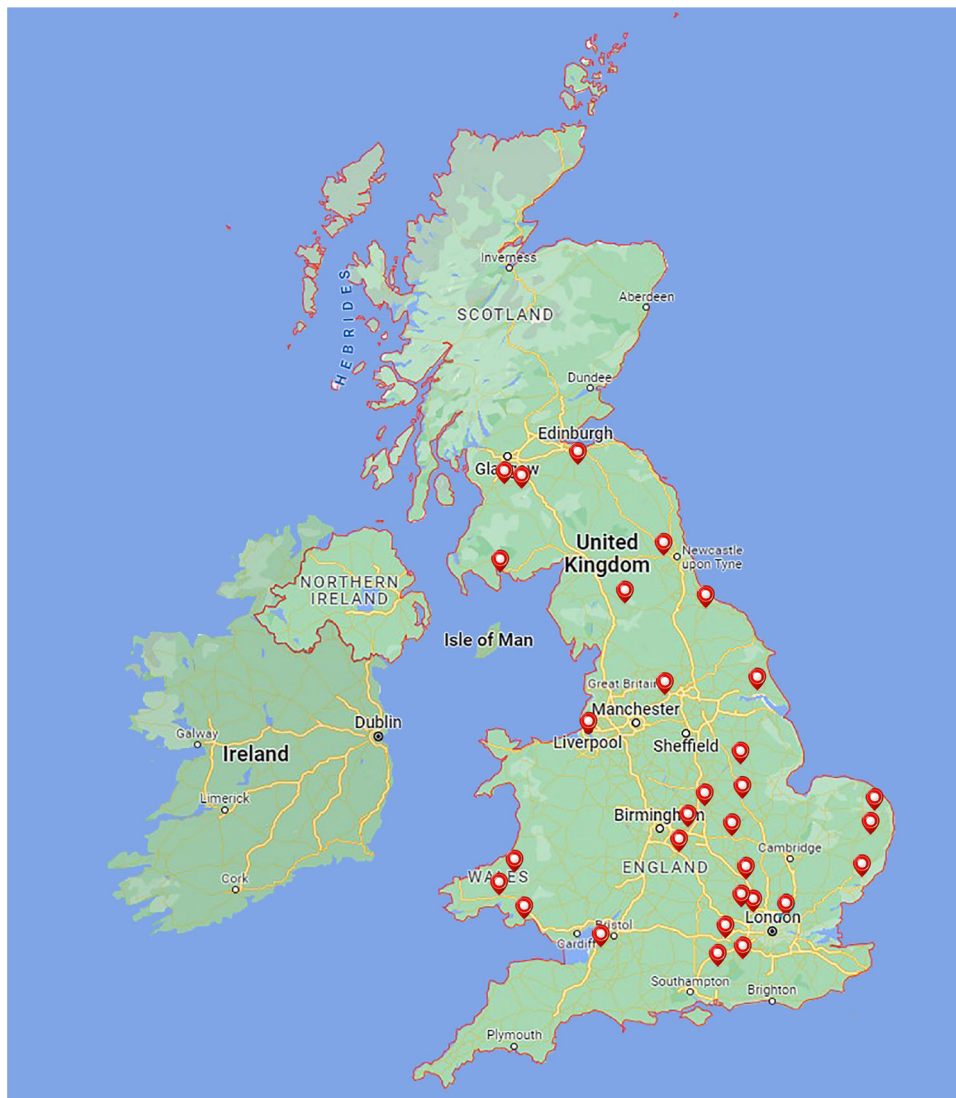 Inverness
Aberdeen
SCOTLAND
HEBRIDES
Dundee
Edinburgh
Glasgow
United
Kingdom
Newcastle
upon Tyne
NORTHERN
IRELAND
Isle of Man
Great Britain
Manchester
Dublin
Galway
Ireland
Liverpool
Sheffield
Limerick
Birmingham
Cambridge
ENGLAND
WALES
Cork
London
Bristol
Cardiff
Southampton
Brighton
Plymouth